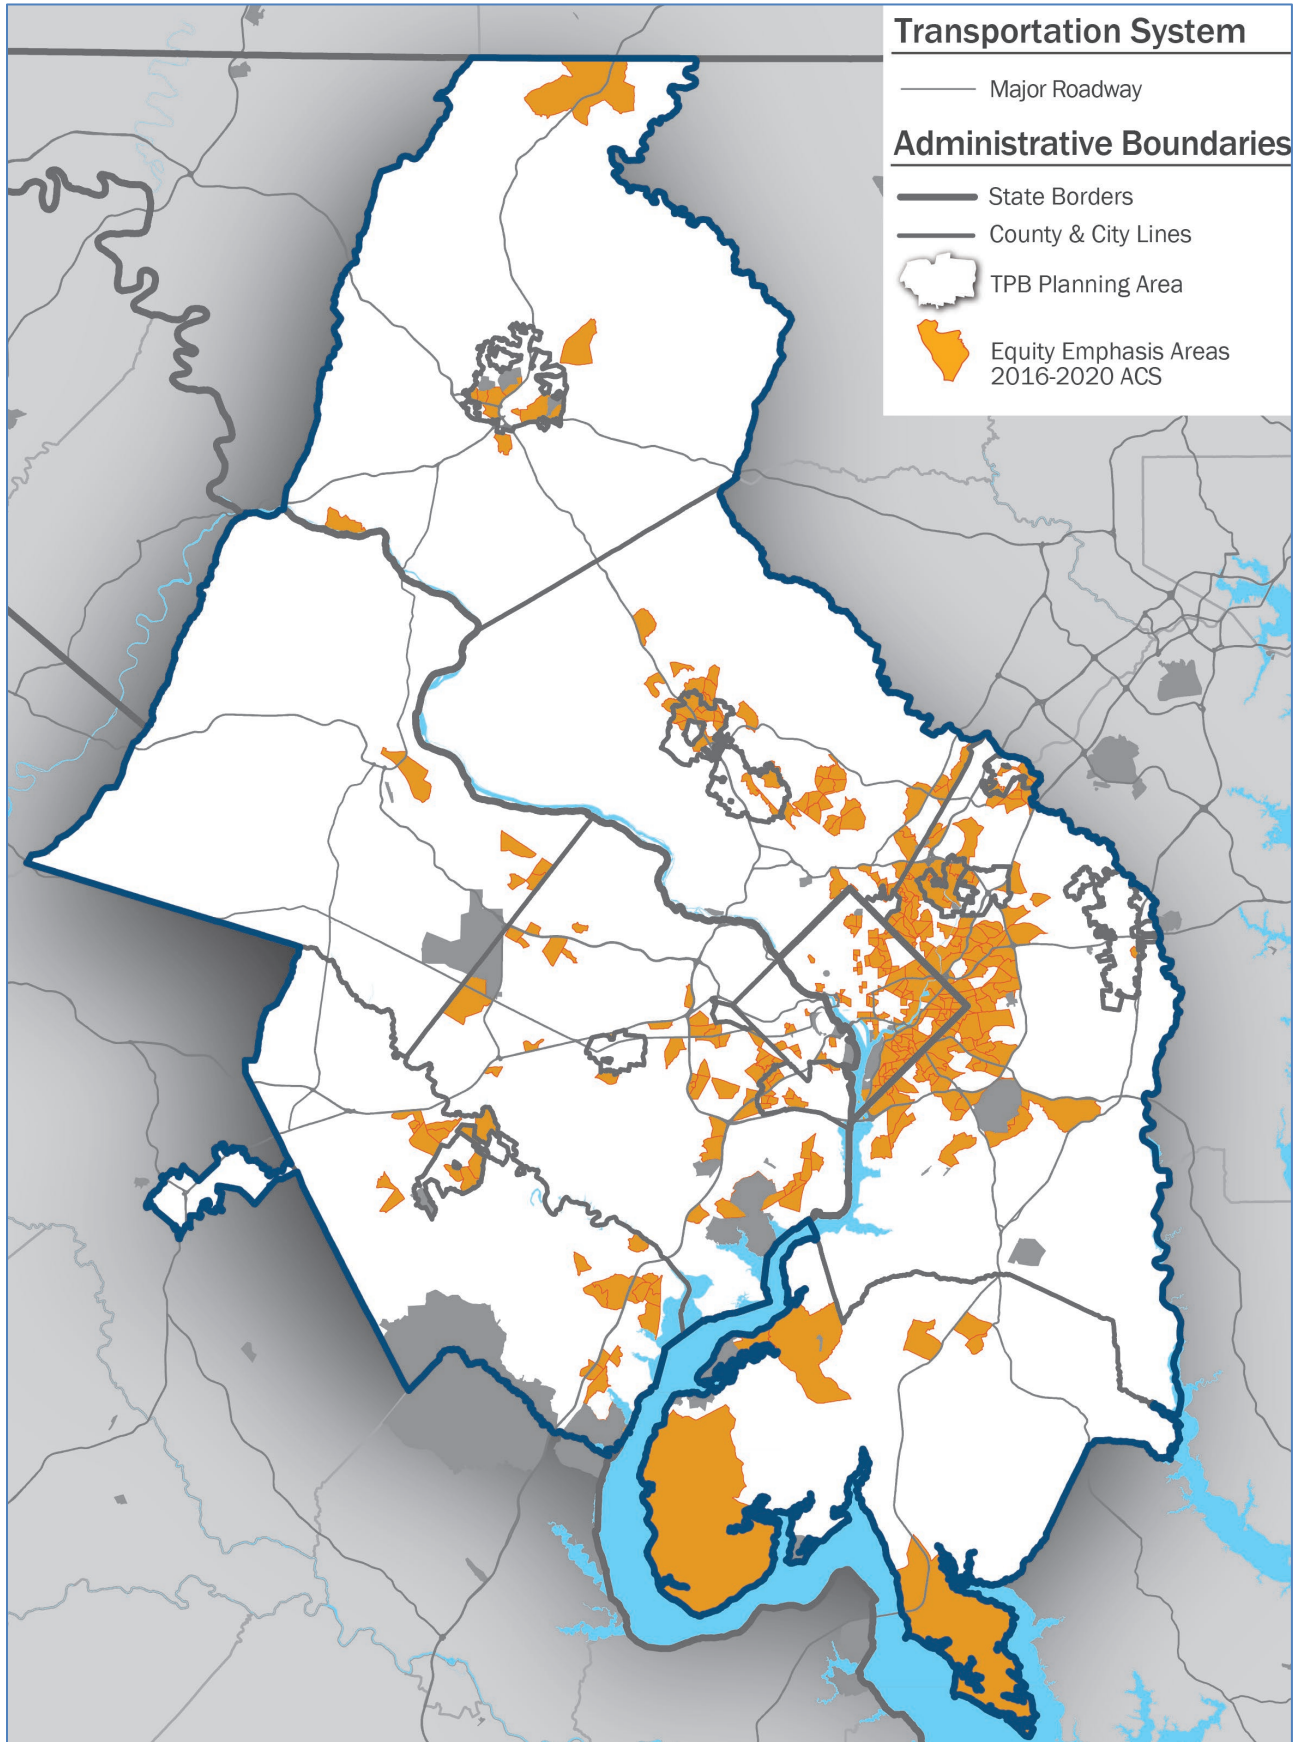 Transportation System
Major Roadway
Administrative Boundaries
State Borders
County & City Lines
TPB Planning Area
Equity Emphasis Areas
2016-2020 ACS